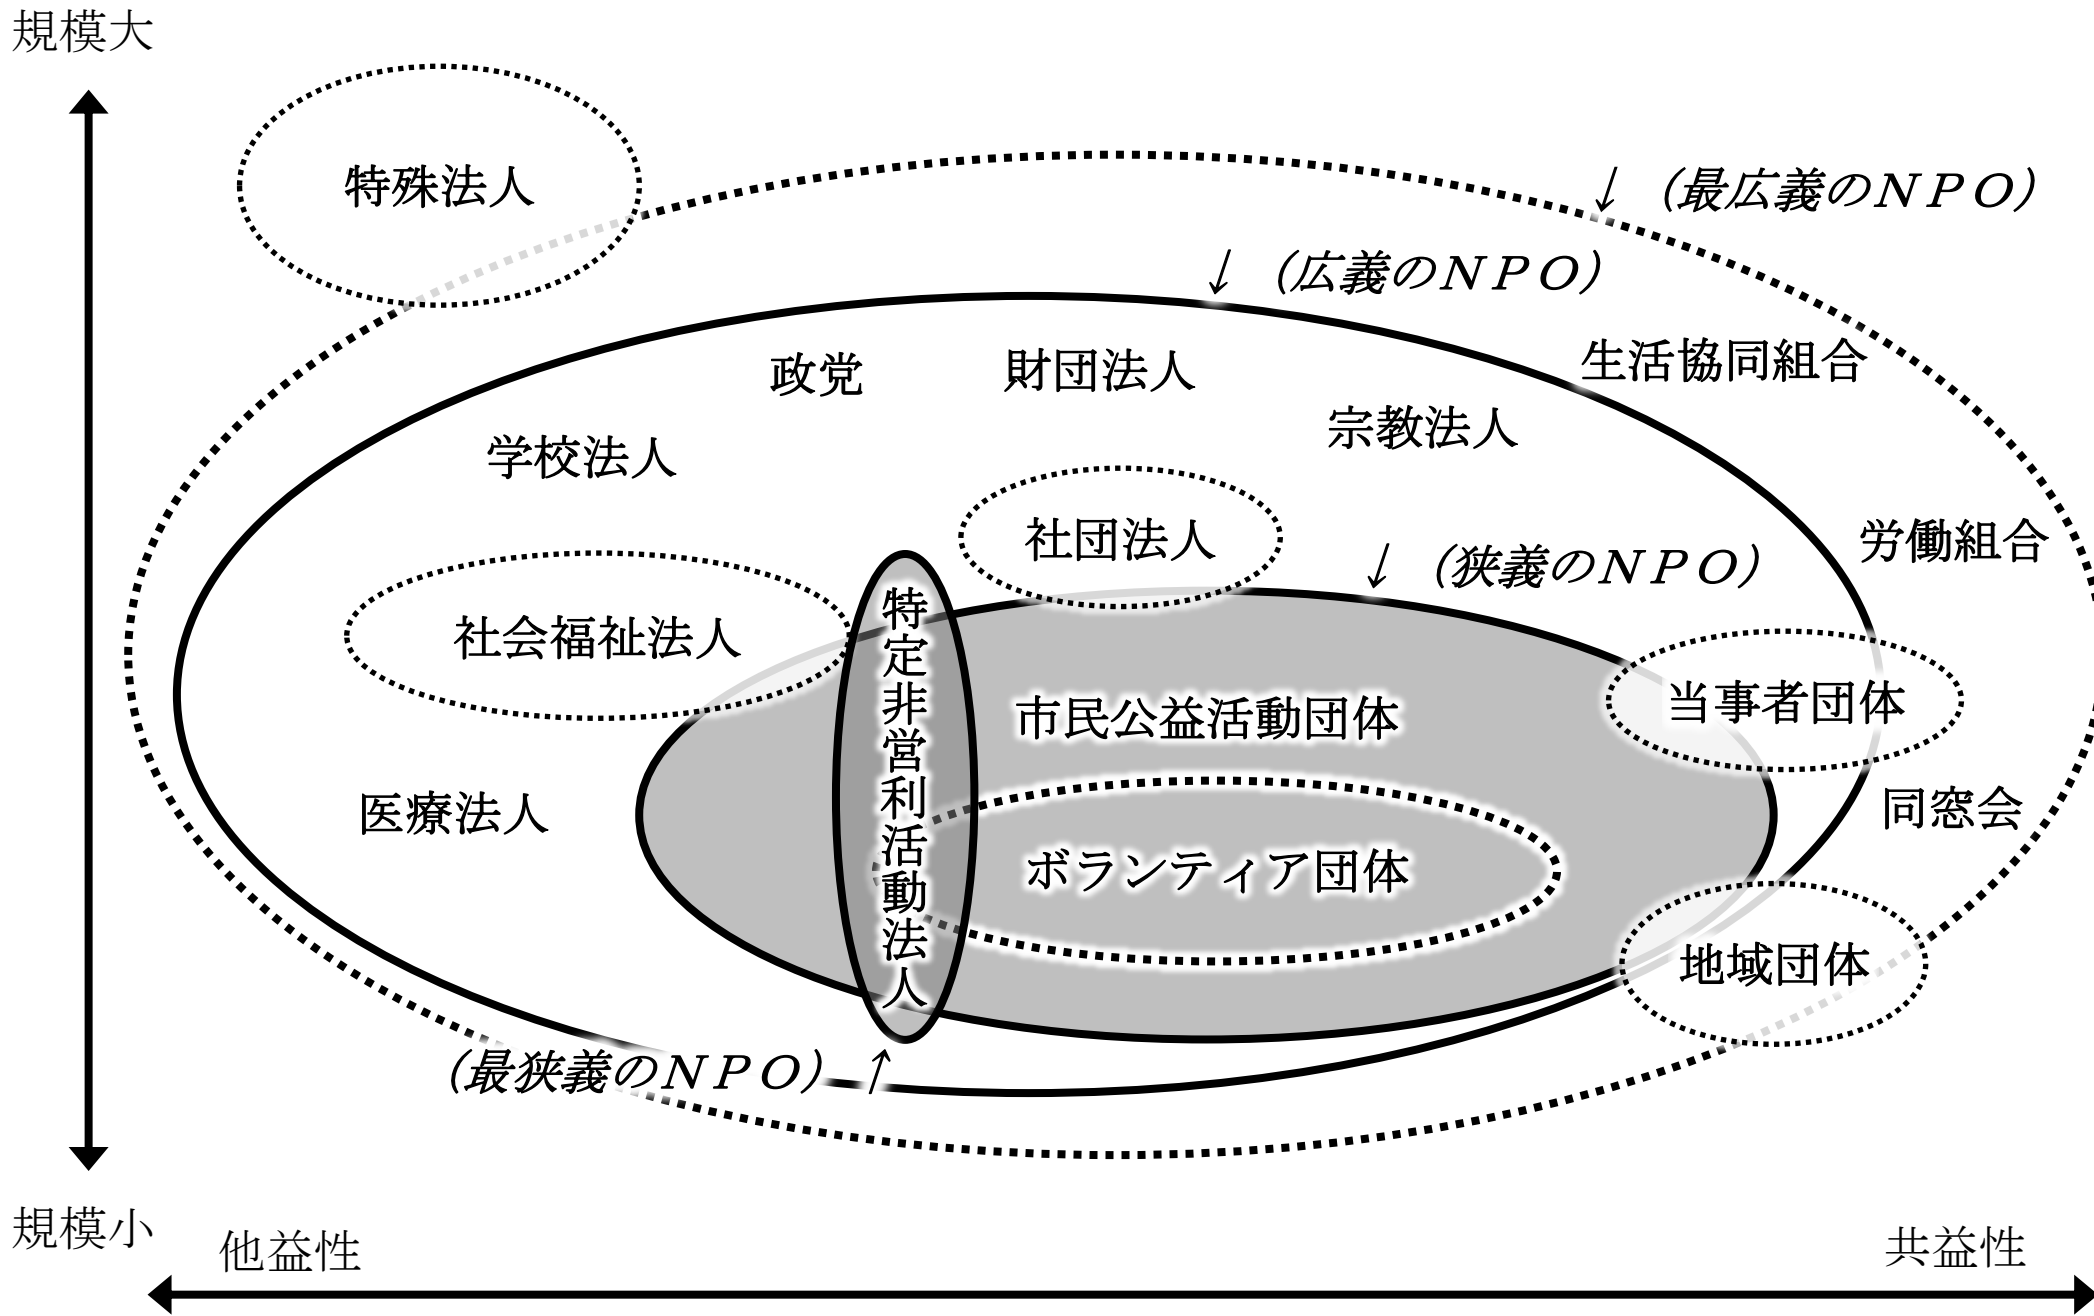 規模大
特殊法人
↓（最広義のＮＰＯ）
↓（広義のＮＰＯ）
生活協同組合
政党
財団法人
宗教法人
学校法人
社団法人
労働組合
↓（狭義のＮＰＯ）
社会福祉法人
特定非営利活動法人
市民公益活動団体
当事者団体
医療法人
同窓会
ボランティア団体
地域団体
（最狭義のＮＰＯ）↑
規模小
他益性
共益性